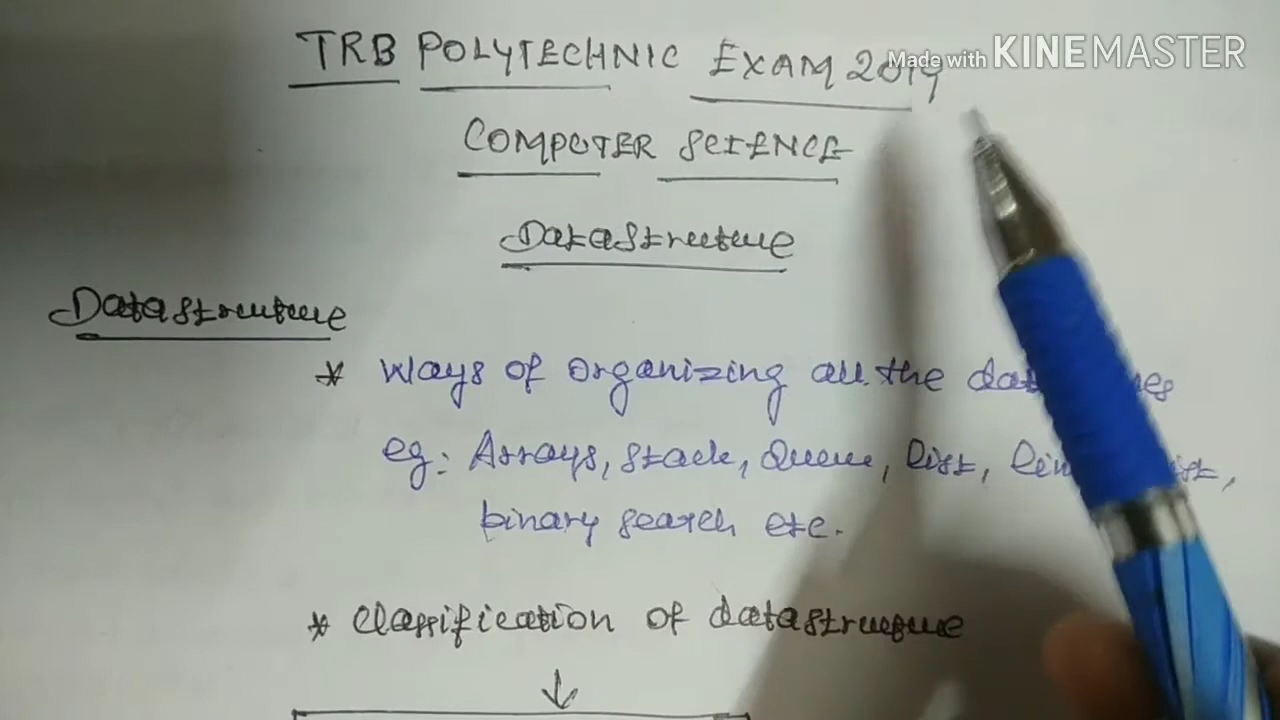 TRB POLYTECHNIC EXAM 2019
Made with KINEMASTER
COMPUTER SCIENCE
Datastructure
Datastructure
* Ways of organizing all the
eg: Arrays, Stack, Queue, List,
binary search etc.
* Classification of datastructure